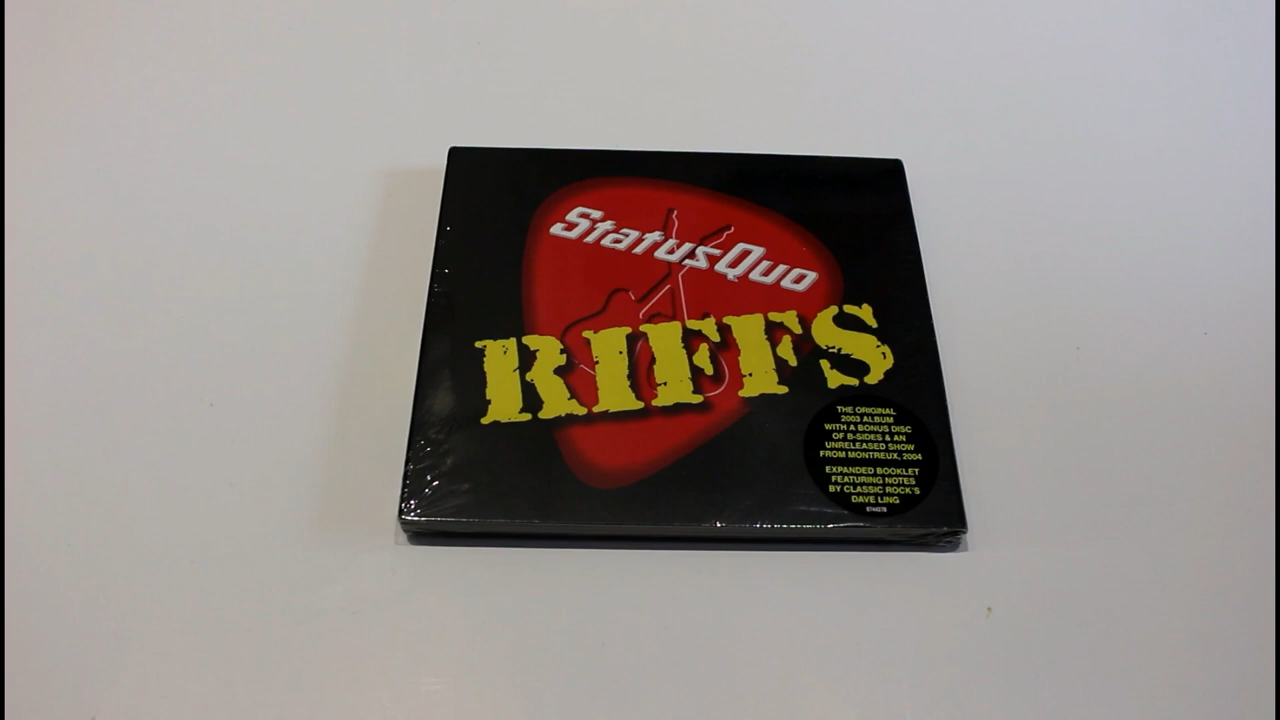 StatusQuo
RIFFS
THE ORIGINAL
2003 ALBUM
WITH A BONUS DISC
OF B-SIDES & AN
UNRELEASED SHOW
FROM MONTREUX, 2004
EXPANDED BOOKLET
FEATURING NOTES
BY CLASSIC ROCK'S
DAVE LING